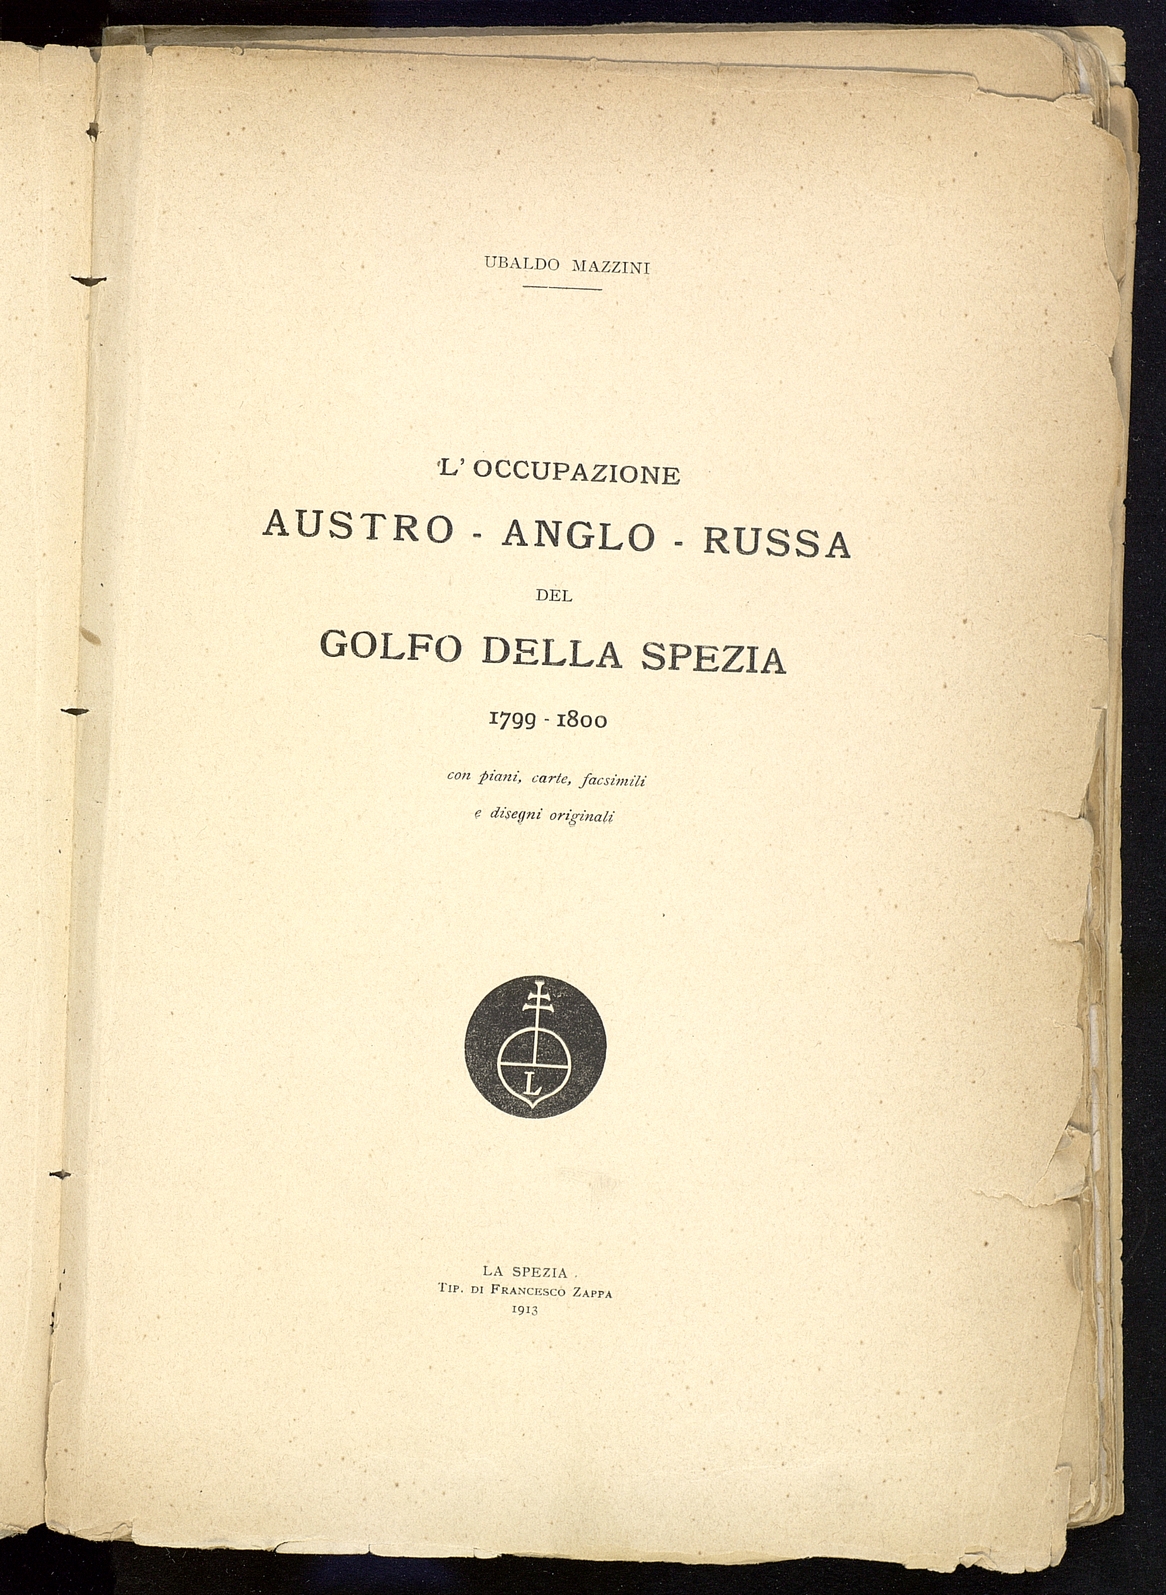 UBALDO MAZZINI
L' OCCUPAZIONE
AUSTRO - ANGLO - RUSSA
DEL
GOLFO DELLA SPEZIA
1799 - 1800
con piani, carte, facsimili
e disegni originali
L
LA SPEZIA
TIP. DI FRANCESCO ZAPPA
1913